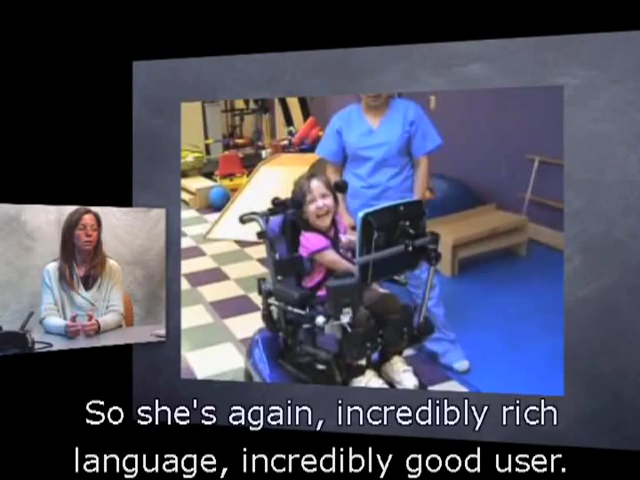 So she's again, incredibly rich
language, incredibly good user.